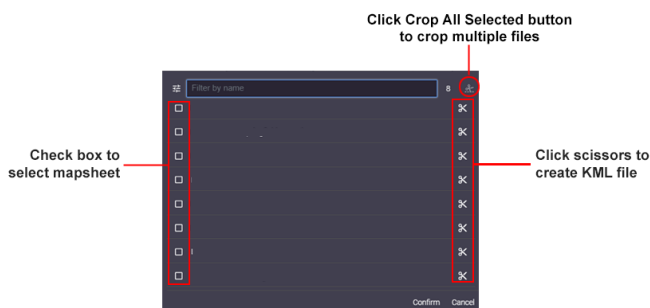 Click Crop All Selected button
to crop multiple files
Filter by name
8
Check box to
select mapsheet
Click scissors to
create KML file
Confirm Cancel